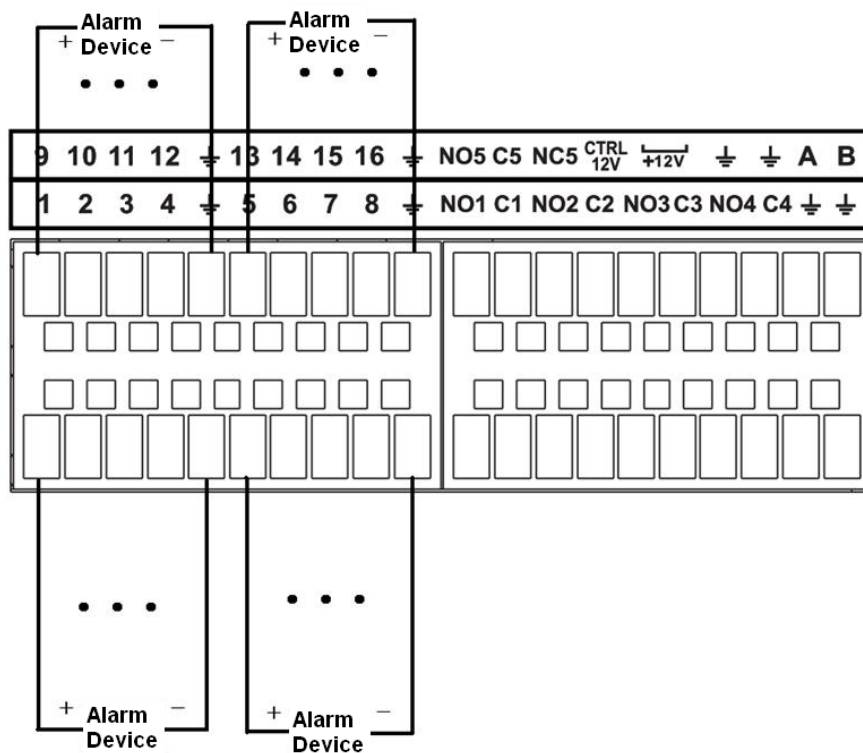 Alarm
+ Device −
Alarm
+ Device −
9 10 11 12 ⏚ 13 14 15 16 ⏚ NO5 C5 NC5 CTRL 12V +12V ⏚ ⏚ A B
1 2 3 4 ⏚ 5 6 7 8 ⏚ NO1 C1 NO2 C2 NO3 C3 NO4 C4 ⏚ ⏚
+ Alarm −
Device
+ Alarm −
Device